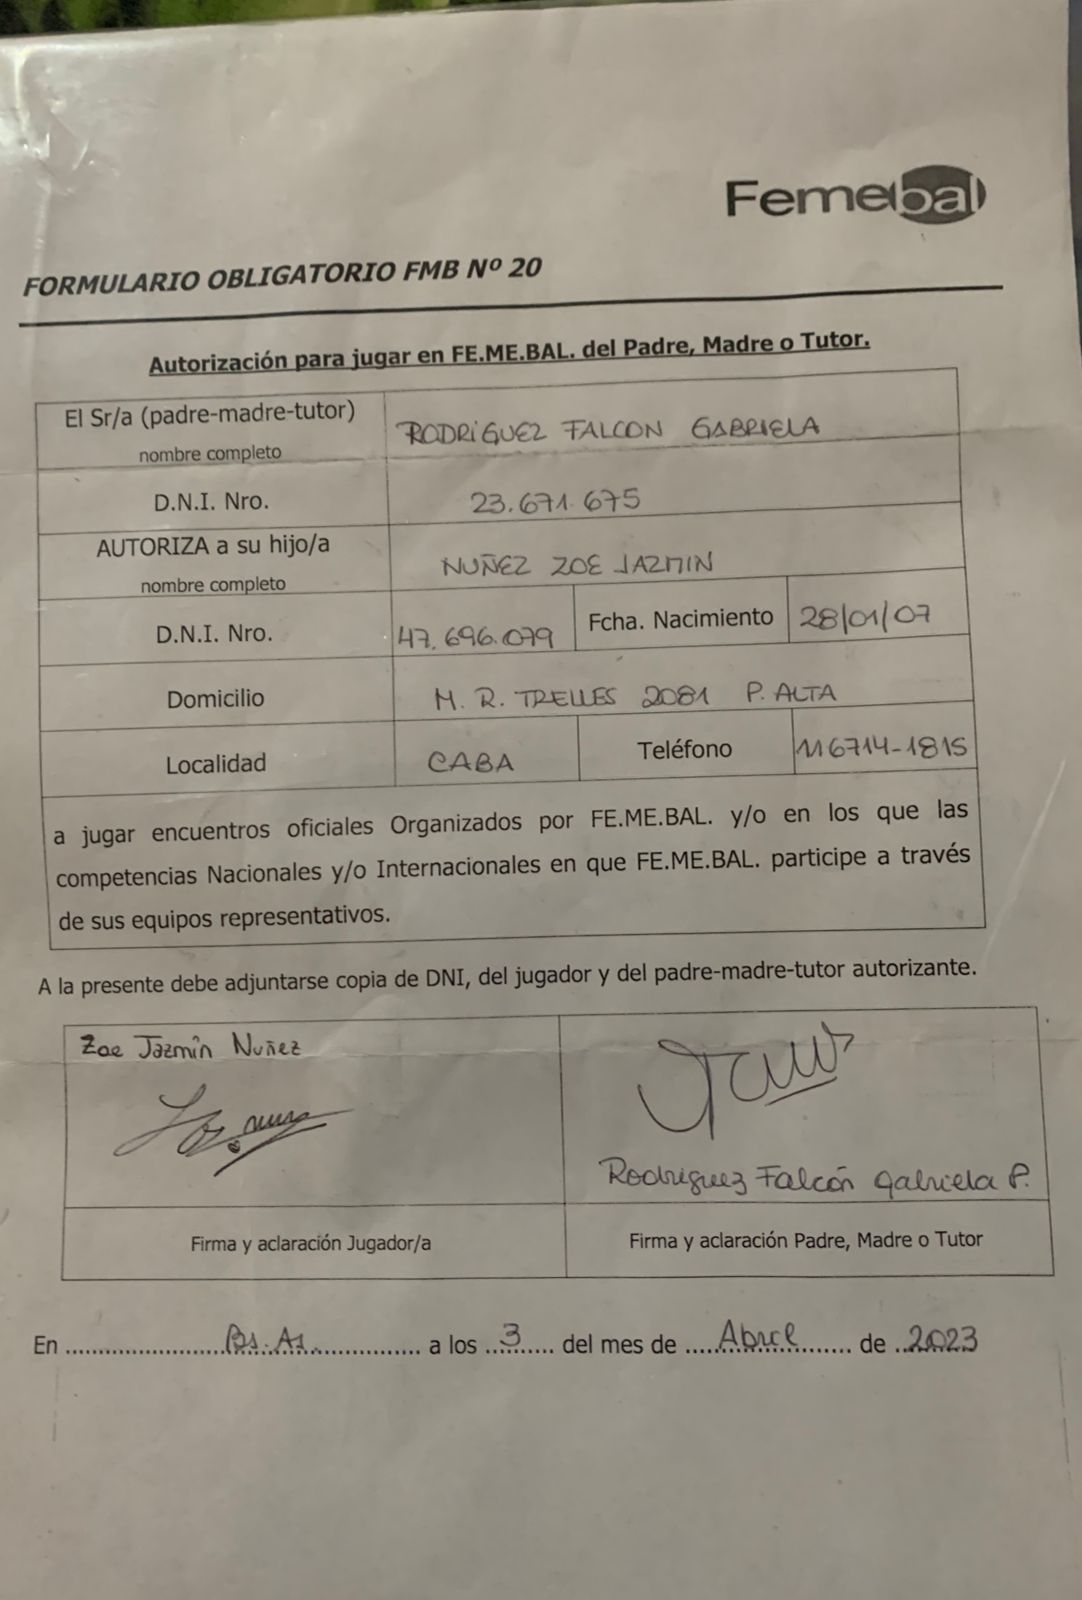 Femebal
FORMULARIO OBLIGATORIO FMB Nº 20
Autorización para jugar en FE.ME.BAL. del Padre, Madre o Tutor.
El Sr/a (padre-madre-tutor)
nombre completo
RODRIGUEZ FALCON GABRIELA
D.N.I. Nro.
23.671.675
AUTORIZA a su hijo/a
nombre completo
NUÑEZ ZOE JAZMIN
D.N.I. Nro.
47.696.079
Fcha. Nacimiento
28/01/07
Domicilio
M. R. TRELLES 2081 P. ALTA
Localidad
CABA
Teléfono
116714-1815
a jugar encuentros oficiales Organizados por FE.ME.BAL. y/o en los que las
competencias Nacionales y/o Internacionales en que FE.ME.BAL. participe a través
de sus equipos representativos.
A la presente debe adjuntarse copia de DNI, del jugador y del padre-madre-tutor autorizante.
Zoe Jazmín Nuñez
Rodriguez Falcón Gabriela P.
Firma y aclaración Jugador/a
Firma y aclaración Padre, Madre o Tutor
En Bs. As. a los 3 del mes de Abril de 2023